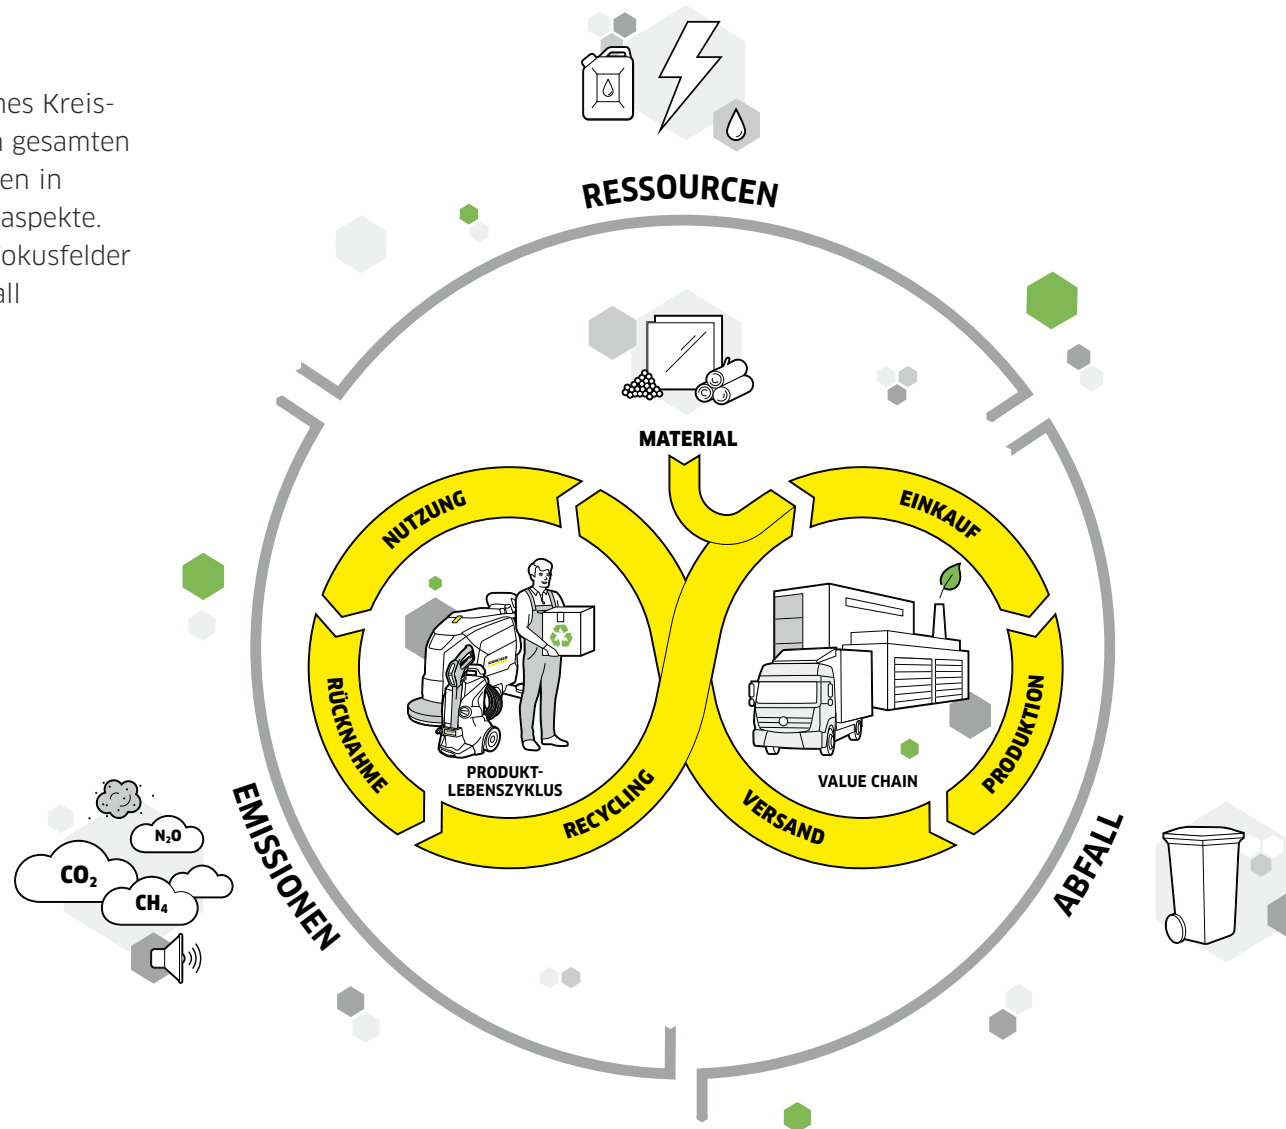 nes Kreis-
n gesamten
en in
aspekte.
okusfelder
all
RESSOURCEN
MATERIAL
NUTZUNG
EINKAUF
RÜCKNAHME
PRODUKTION
KÄRCHER
PRODUKT-
LEBENSZYKLUS
VALUE CHAIN
RECYCLING
VERSAND
EMISSIONEN
N₂O
CO₂
CH₄
ABFALL